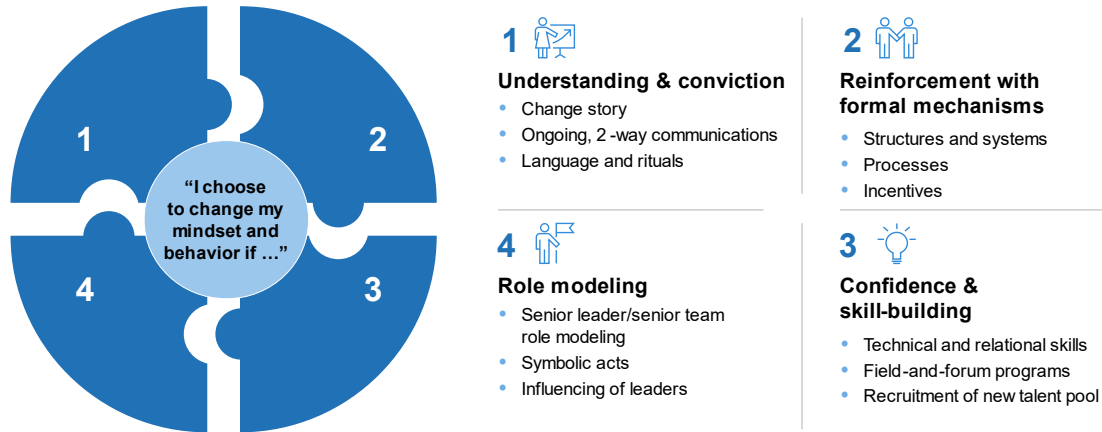 1
2
3
4
“I choose
to change my
mindset and
behavior if …”
1
Understanding & conviction
• Change story
• Ongoing, 2 -way communications
• Language and rituals
2
Reinforcement with
formal mechanisms
• Structures and systems
• Processes
• Incentives
4
Role modeling
• Senior leader/senior team
role modeling
• Symbolic acts
• Influencing of leaders
3
Confidence &
skill-building
• Technical and relational skills
• Field-and-forum programs
• Recruitment of new talent pool